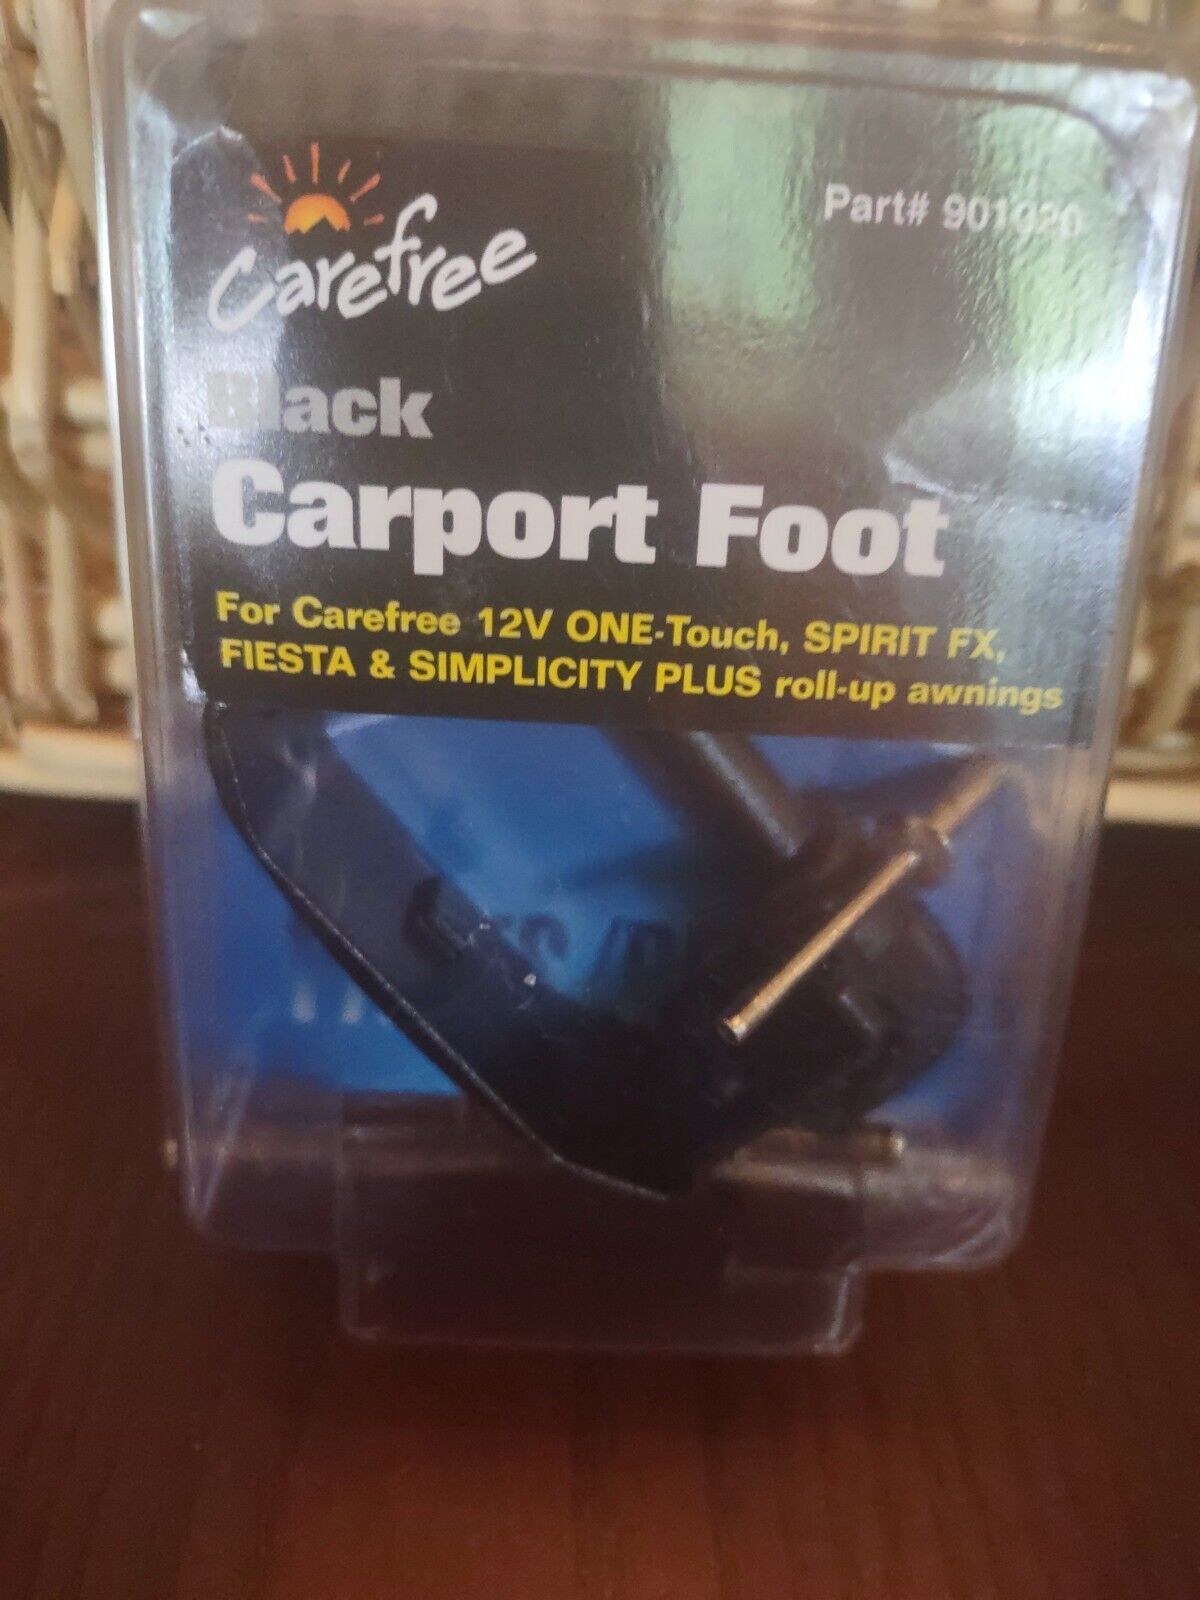 Carefree
Part# 901020
Black
Carport Foot
For Carefree 12V ONE-Touch, SPIRIT FX,
FIESTA & SIMPLICITY PLUS roll-up awnings